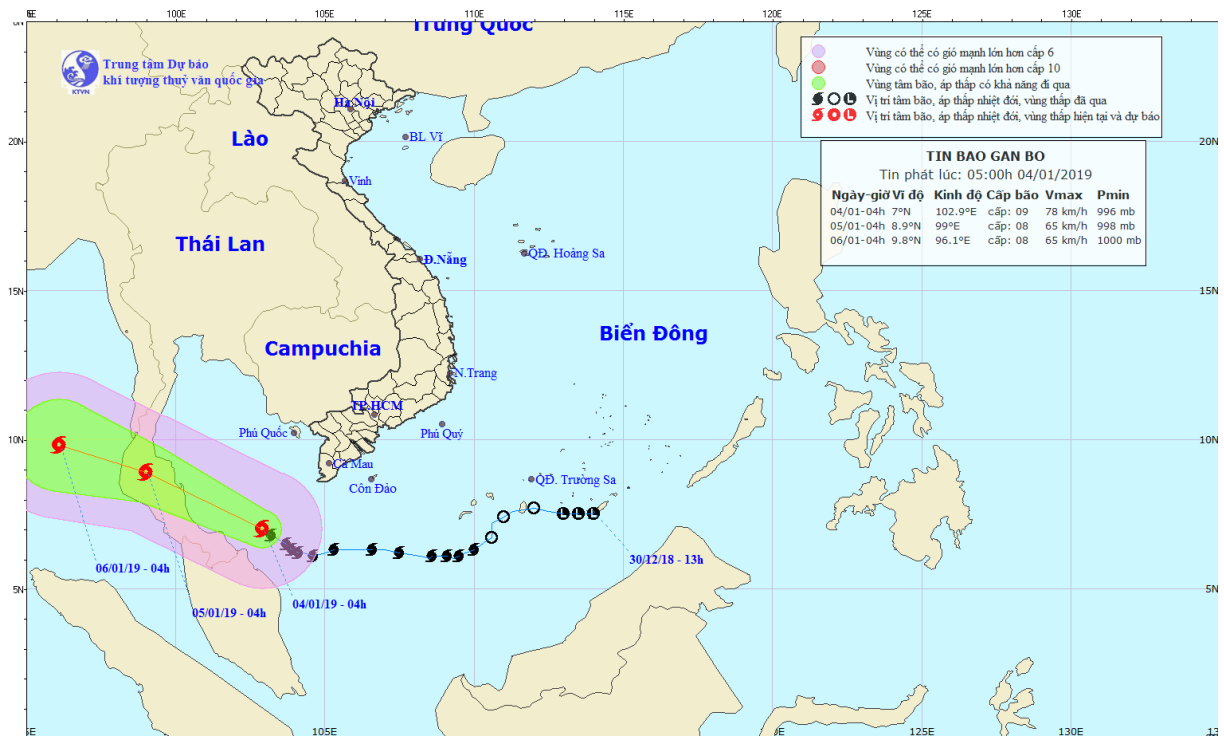 5E
100E
105E
110E
115E
120E
125E
130E
13
Trung Quốc
Trung tâm Dự báo
khí tượng thuỷ văn quốc gia
KTVN
Vùng có thể có gió mạnh lớn hơn cấp 6
Vùng có thể có gió mạnh lớn hơn cấp 10
Vùng tâm bão, áp thấp có khả năng đi qua
L Vị trí tâm bão, áp thấp nhiệt đới, vùng thấp đã qua
L Vị trí tâm bão, áp thấp nhiệt đới, vùng thấp hiện tại và dự báo
Hà Nội
Lào
BL Vĩ
20N
20N
TIN BAO GAN BO
Tin phát lúc: 05:00h 04/01/2019
Ngày-giờ Vĩ độ Kinh độ Cấp bão Vmax Pmin
04/01-04h 7°N 102.9°E cấp: 09 78 km/h 996 mb
05/01-04h 8.9°N 99°E cấp: 08 65 km/h 998 mb
06/01-04h 9.8°N 96.1°E cấp: 08 65 km/h 1000 mb
Vinh
Thái Lan
QĐ. Hoàng Sa
Đ.Nẵng
15N
15N
Biển Đông
Campuchia
N.Trang
TP.HCM
Phú Quốc
Phú Quý
10N
10N
Cà Mau
Côn Đảo
QĐ. Trường Sa
L L L
30/12/18 - 13h
06/01/19 - 04h
05/01/19 - 04h
04/01/19 - 04h
5N
5N
5E
105E
110E
115E
120E
125E
130E
13